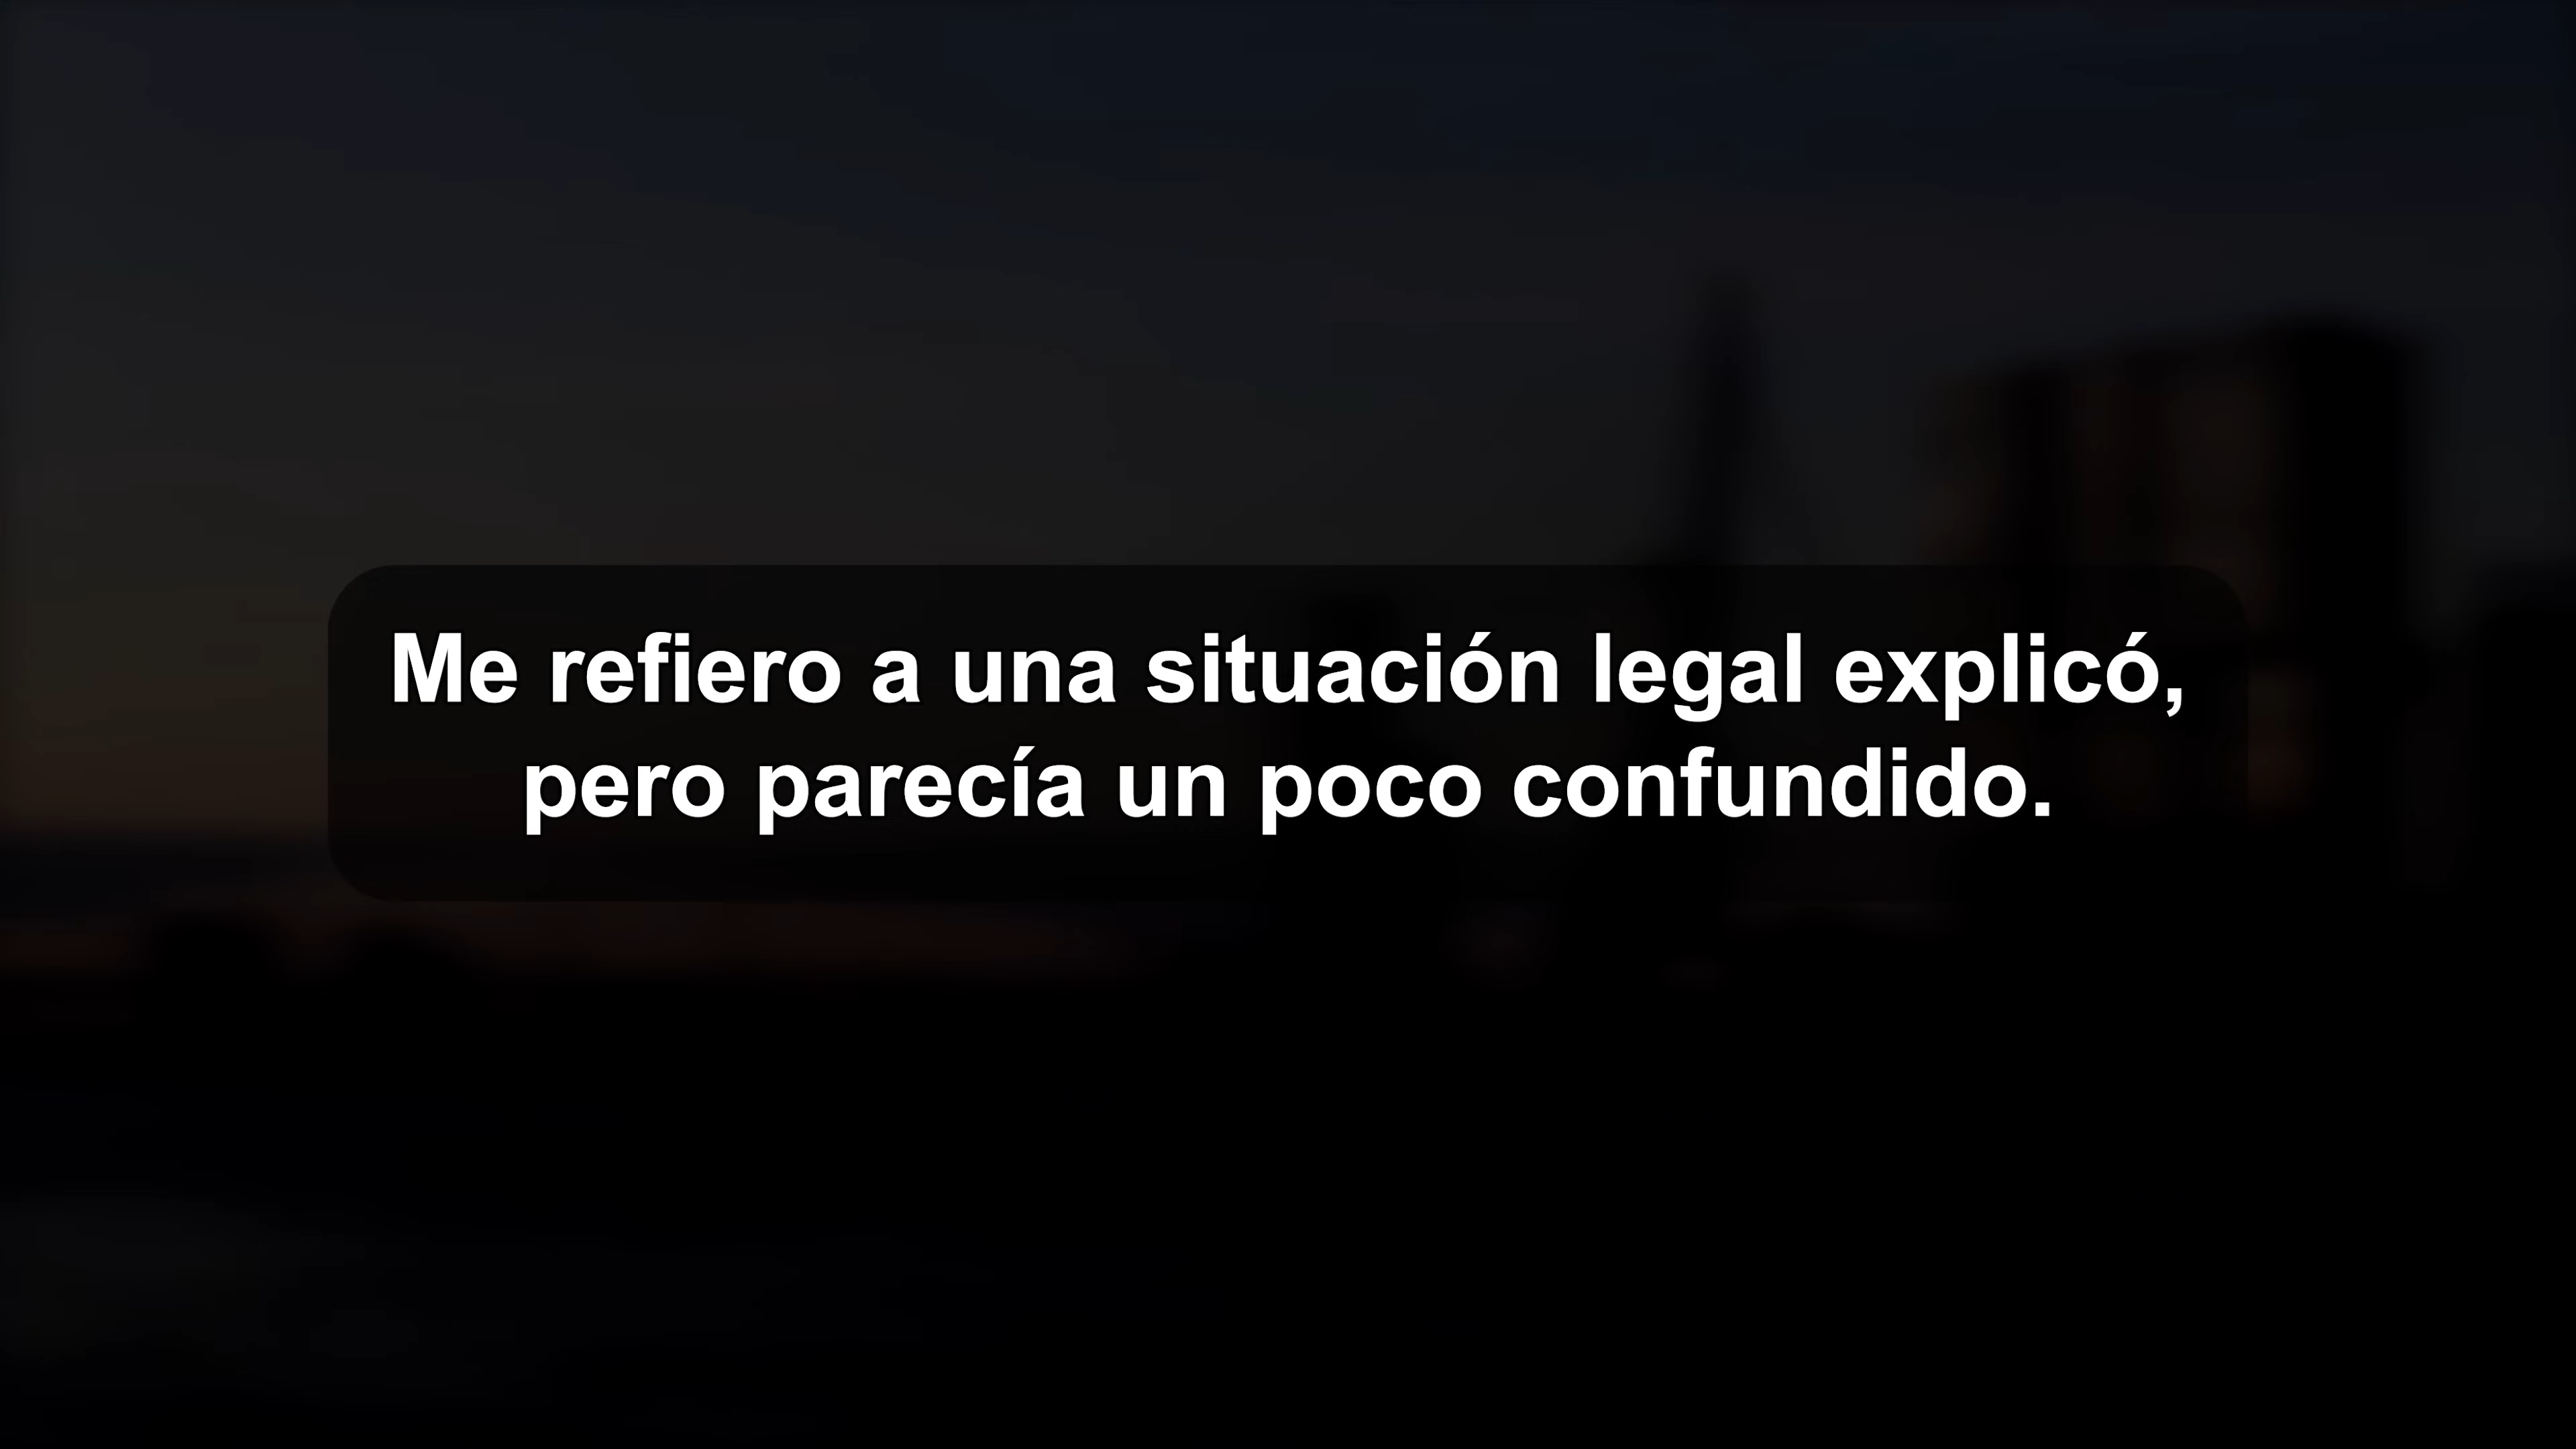 Me refiero a una situación legal explicó,
pero parecía un poco confundido.